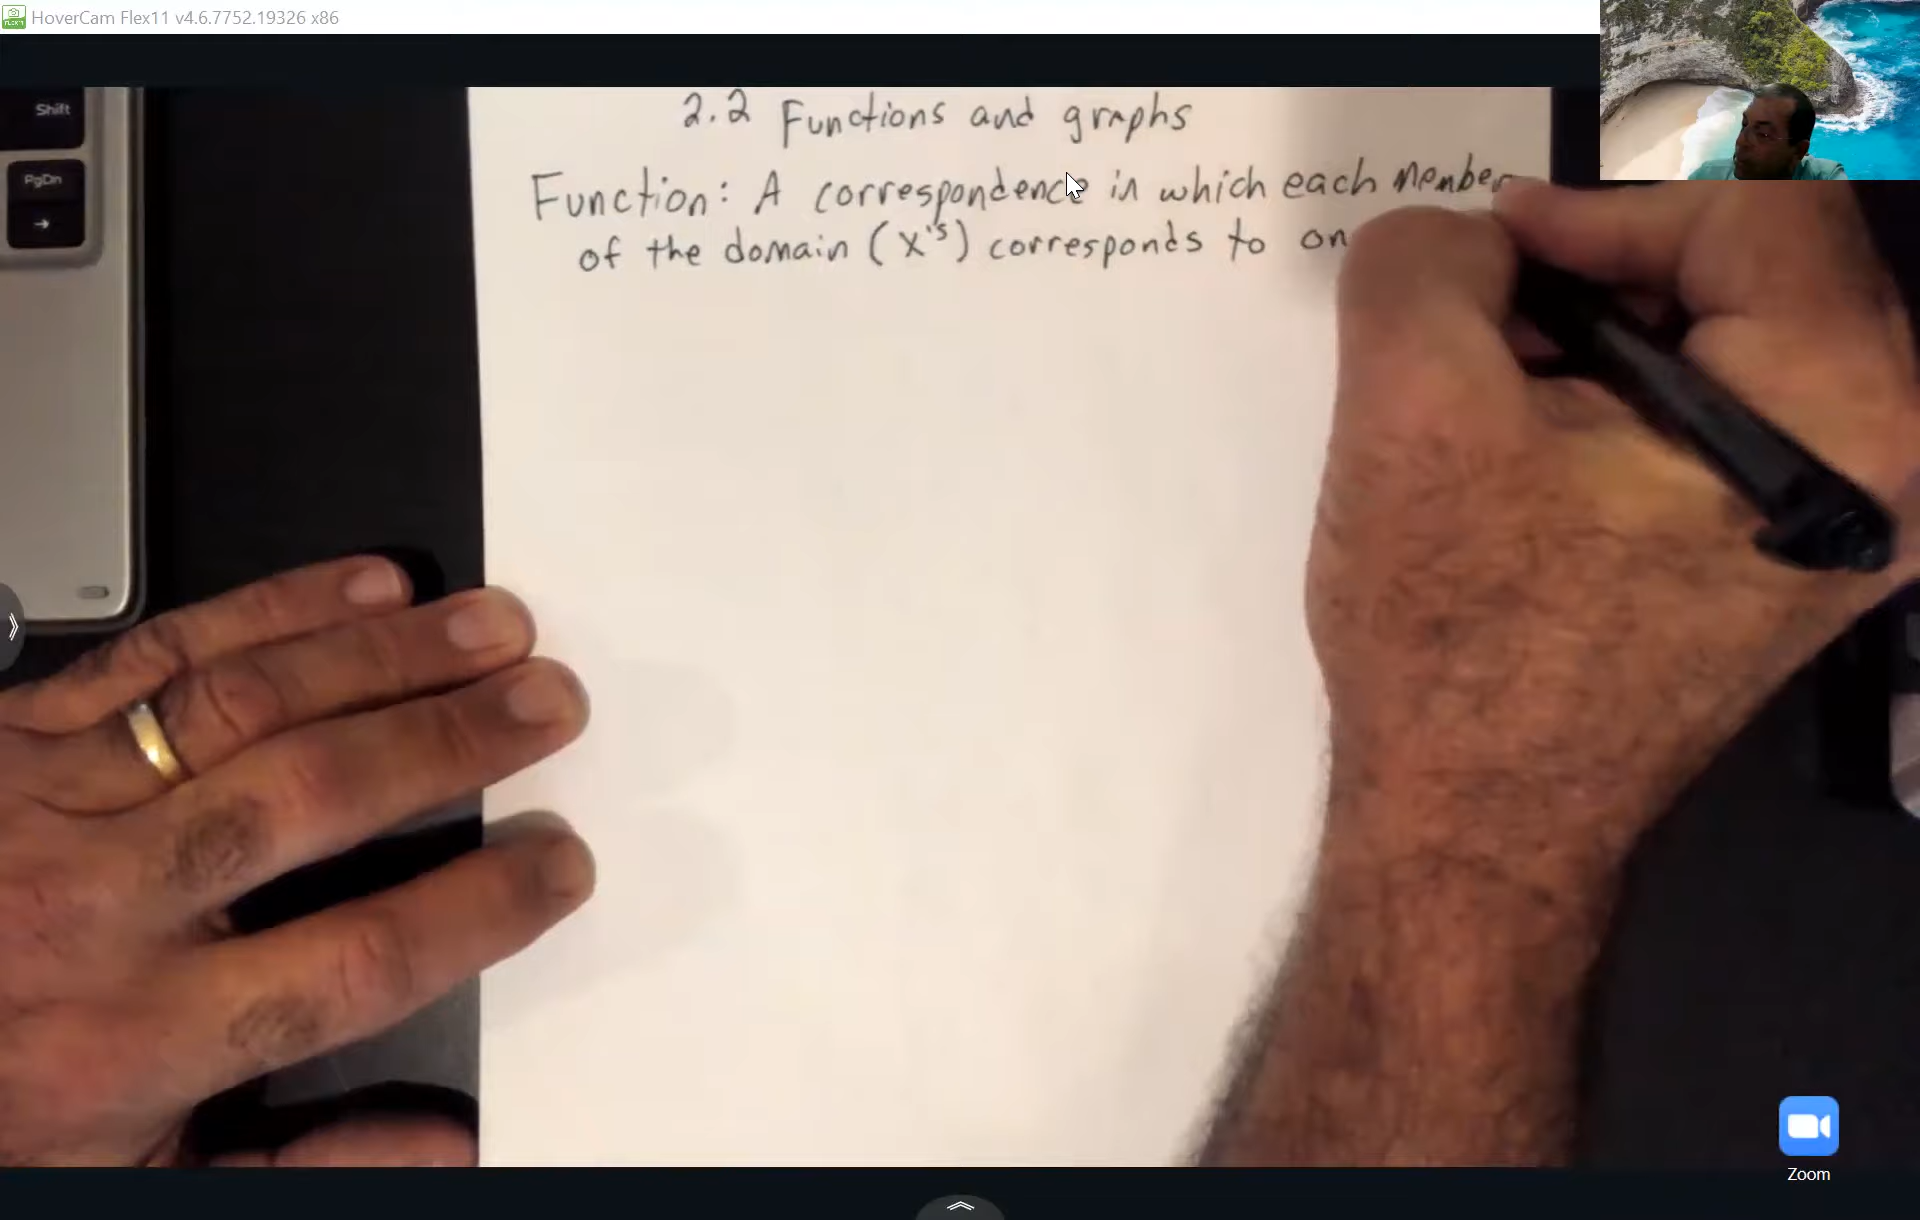 HoverCam Flex11 v4.6.7752.19326 x86
Shift
PgDn
2.2 Functions and graphs
Function: A correspondence in which each member
of the domain (x's) corresponds to on
Zoom